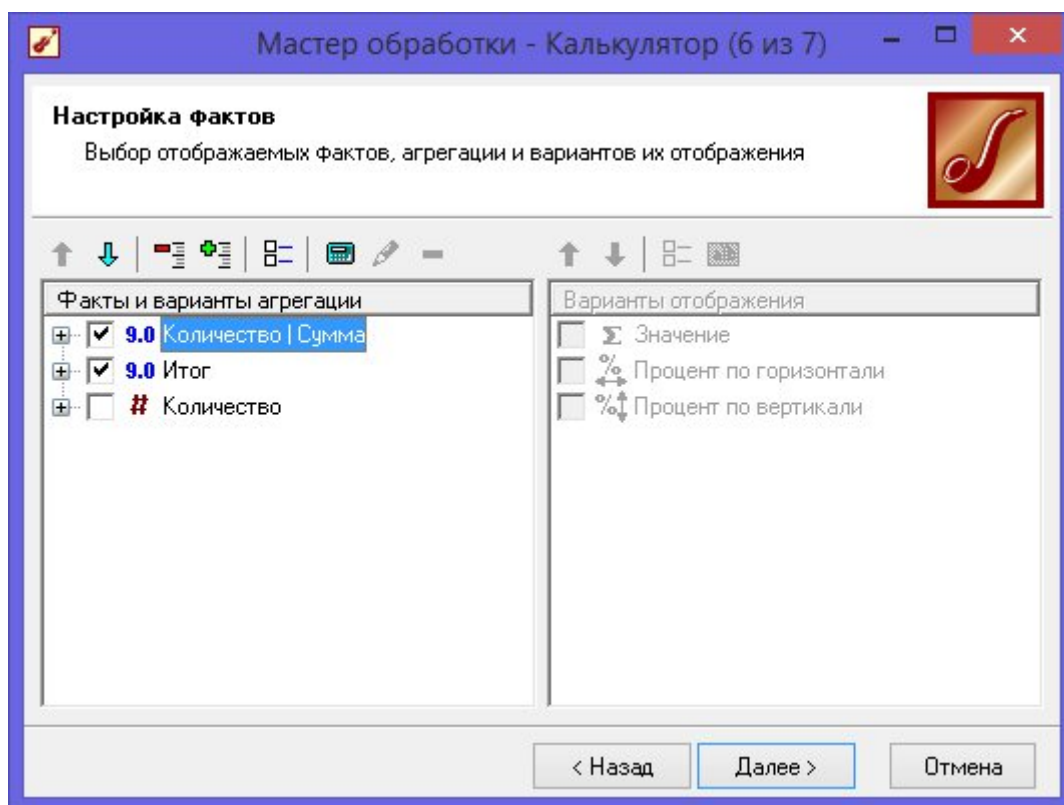 Мастер обработки - Калькулятор (6 из 7)
Настройка фактов
Выбор отображаемых фактов, агрегации и вариантов их отображения
Факты и варианты агрегации
9.0 Количество | Сумма
9.0 Итог
# Количество
Варианты отображения
Σ Значение
% Процент по горизонтали
% Процент по вертикали
< Назад
Далее >
Отмена